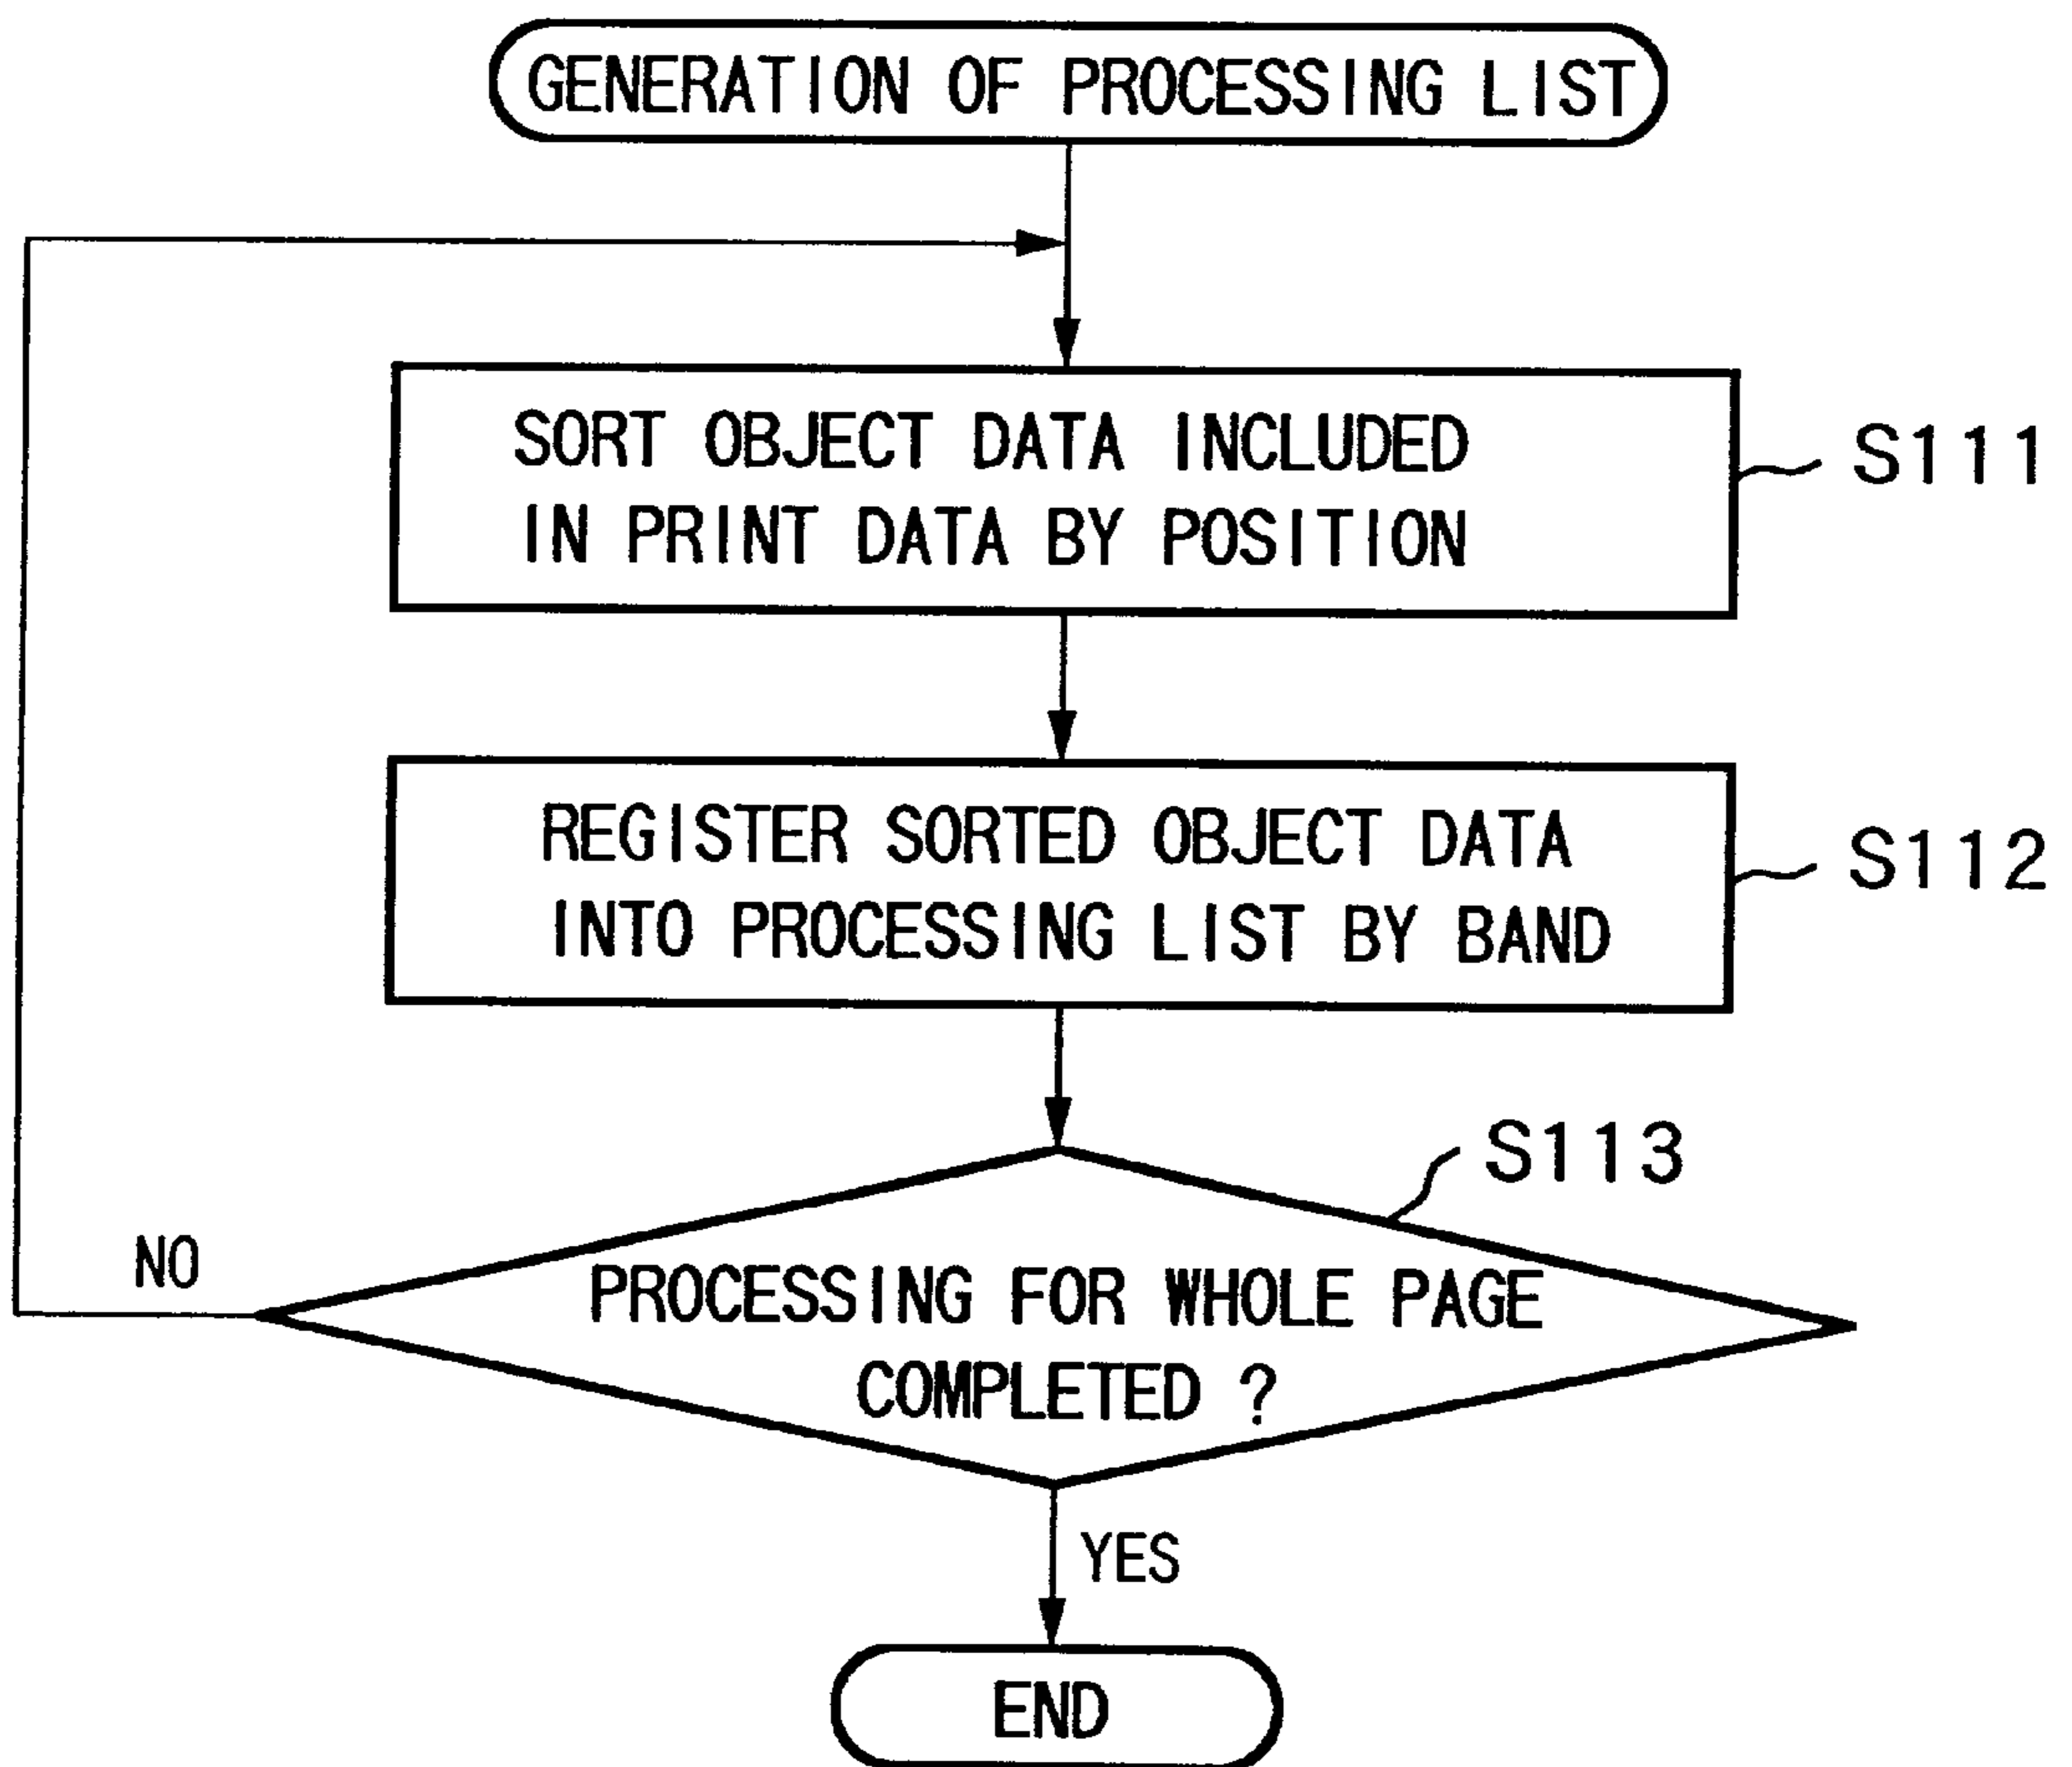 GENERATION OF PROCESSING LIST
SORT OBJECT DATA INCLUDED
IN PRINT DATA BY POSITION
S111
REGISTER SORTED OBJECT DATA
INTO PROCESSING LIST BY BAND
S112
S113
PROCESSING FOR WHOLE PAGE
COMPLETED ?
NO
YES
END